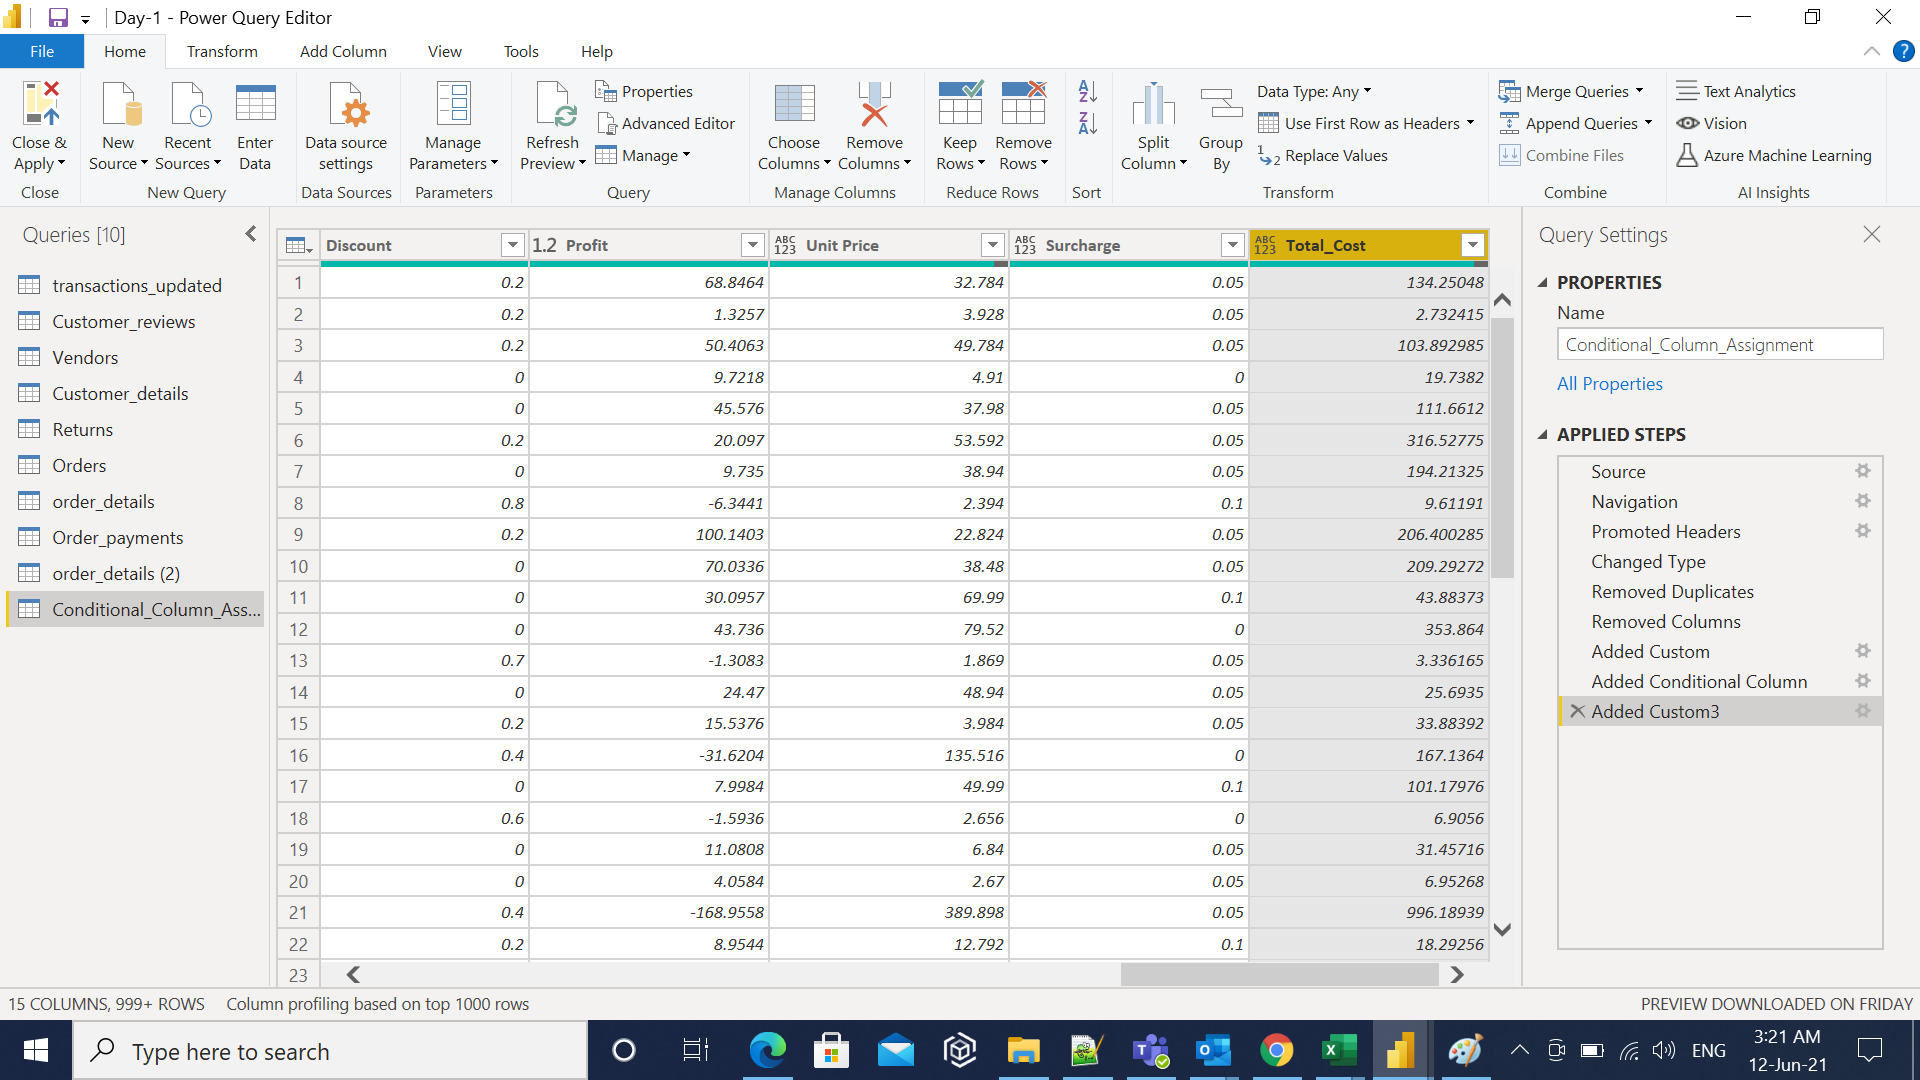 Day-1 - Power Query Editor
File Home Transform Add Column View Tools Help
Close & Apply
New Source
Recent Sources
Enter Data
Data source settings
Manage Parameters
Refresh Preview
Properties
Advanced Editor
Manage
Choose Columns
Remove Columns
Keep Rows
Remove Rows
Split Column
Group By
Data Type: Any
Use First Row as Headers
Replace Values
Merge Queries
Append Queries
Combine Files
Text Analytics
Vision
Azure Machine Learning
Close New Query Data Sources Parameters Query Manage Columns Reduce Rows Sort Transform Combine AI Insights
Queries [10]
transactions_updated
Customer_reviews
Vendors
Customer_details
Returns
Orders
order_details
Order_payments
order_details (2)
Conditional_Column_Ass...
Discount 1.2 Profit ABC 123 Unit Price ABC 123 Surcharge ABC 123 Total_Cost
1 0.2 68.8464 32.784 0.05 134.25048
2 0.2 1.3257 3.928 0.05 2.732415
3 0.2 50.4063 49.784 0.05 103.892985
4 0 9.7218 4.91 0 19.7382
5 0 45.576 37.98 0.05 111.6612
6 0.2 20.097 53.592 0.05 316.52775
7 0 9.735 38.94 0.05 194.21325
8 0.8 -6.3441 2.394 0.1 9.61191
9 0.2 100.1403 22.824 0.05 206.400285
10 0 70.0336 38.48 0.05 209.29272
11 0 30.0957 69.99 0.1 43.88373
12 0 43.736 79.52 0 353.864
13 0.7 -1.3083 1.869 0.05 3.336165
14 0 24.47 48.94 0.05 25.6935
15 0.2 15.5376 3.984 0.05 33.88392
16 0.4 -31.6204 135.516 0 167.1364
17 0 7.9984 49.99 0.1 101.17976
18 0.6 -1.5936 2.656 0 6.9056
19 0 11.0808 6.84 0.05 31.45716
20 0 4.0584 2.67 0.05 6.95268
21 0.4 -168.9558 389.898 0.05 996.18939
22 0.2 8.9544 12.792 0.1 18.29256
23
Query Settings
PROPERTIES
Name
Conditional_Column_Assignment
All Properties
APPLIED STEPS
Source
Navigation
Promoted Headers
Changed Type
Removed Duplicates
Removed Columns
Added Custom
Added Conditional Column
Added Custom3
15 COLUMNS, 999+ ROWS Column profiling based on top 1000 rows PREVIEW DOWNLOADED ON FRIDAY
Type here to search
ENG
3:21 AM
12-Jun-21